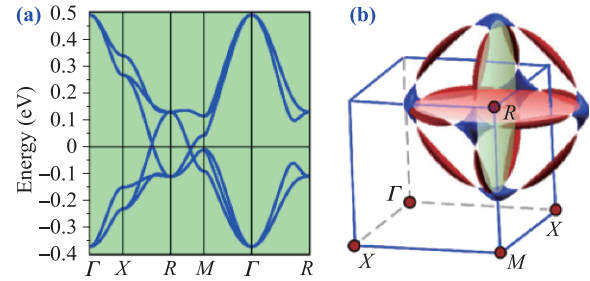 (a)
Energy (eV)
0.5
0.4
0.3
0.2
0.1
0
−0.1
−0.2
−0.3
−0.4
Γ X R M Γ R
(b)
R
Γ
X
X
M